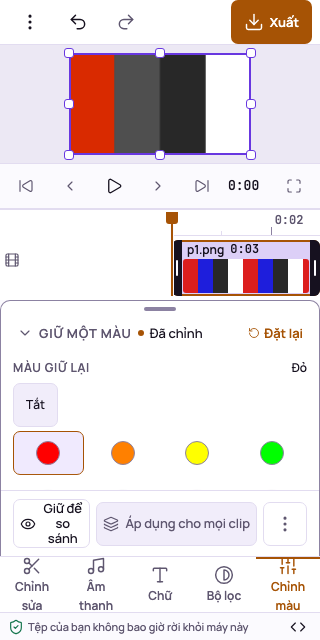 Xuất
0:00
0:02
p1.png 0:03
GIỮ MỘT MÀU
Đã chỉnh
Đặt lại
MÀU GIỮ LẠI
Đỏ
Tắt
Giữ để
so
sánh
Áp dụng cho mọi clip
Chỉnh
sửa
Âm
thanh
Chữ
Bộ lọc
Chỉnh
màu
Tệp của bạn không bao giờ rời khỏi máy này